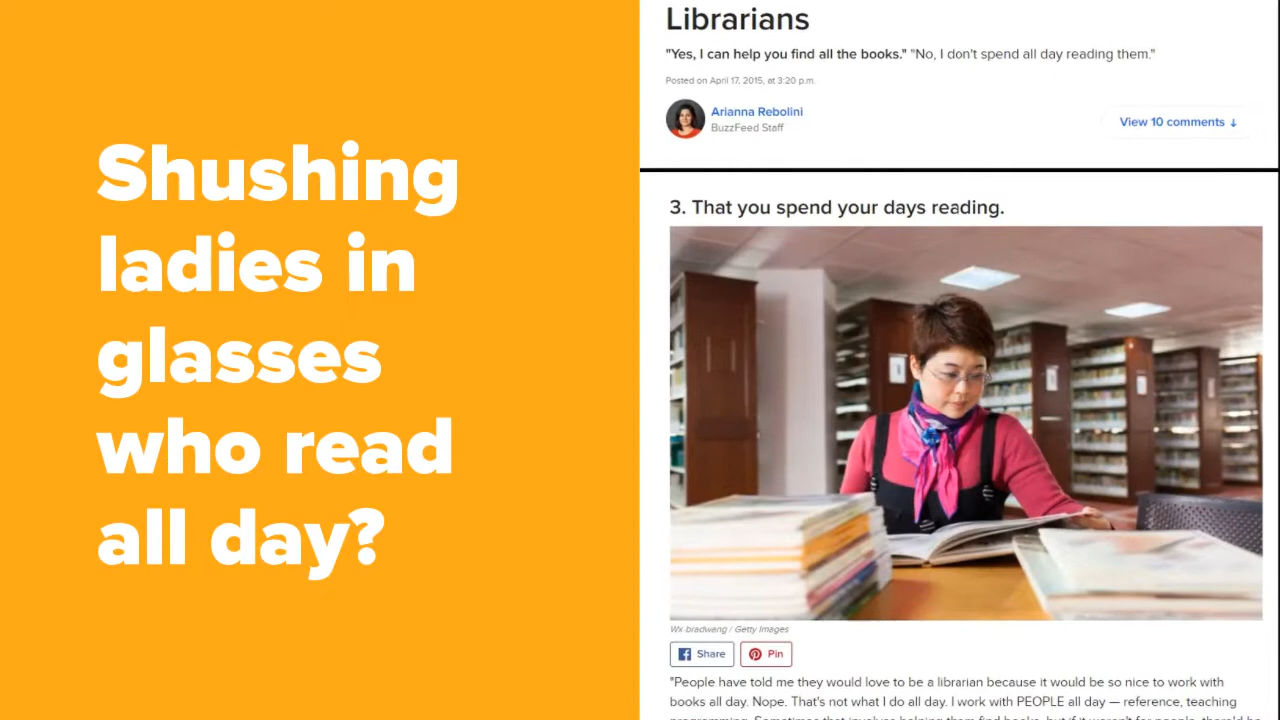 Shushing
ladies in
glasses
who read
all day?
Librarians
"Yes, I can help you find all the books." "No, I don't spend all day reading them."
Posted on April 17, 2015, at 3:20 p.m.
Arianna Rebolini
BuzzFeed Staff
View 10 comments ↓
3. That you spend your days reading.
Wx-bradwang / Getty Images
Share
Pin
"People have told me they would love to be a librarian because it would be so nice to work with
books all day. Nope. That's not what I do all day. I work with PEOPLE all day — reference, teaching